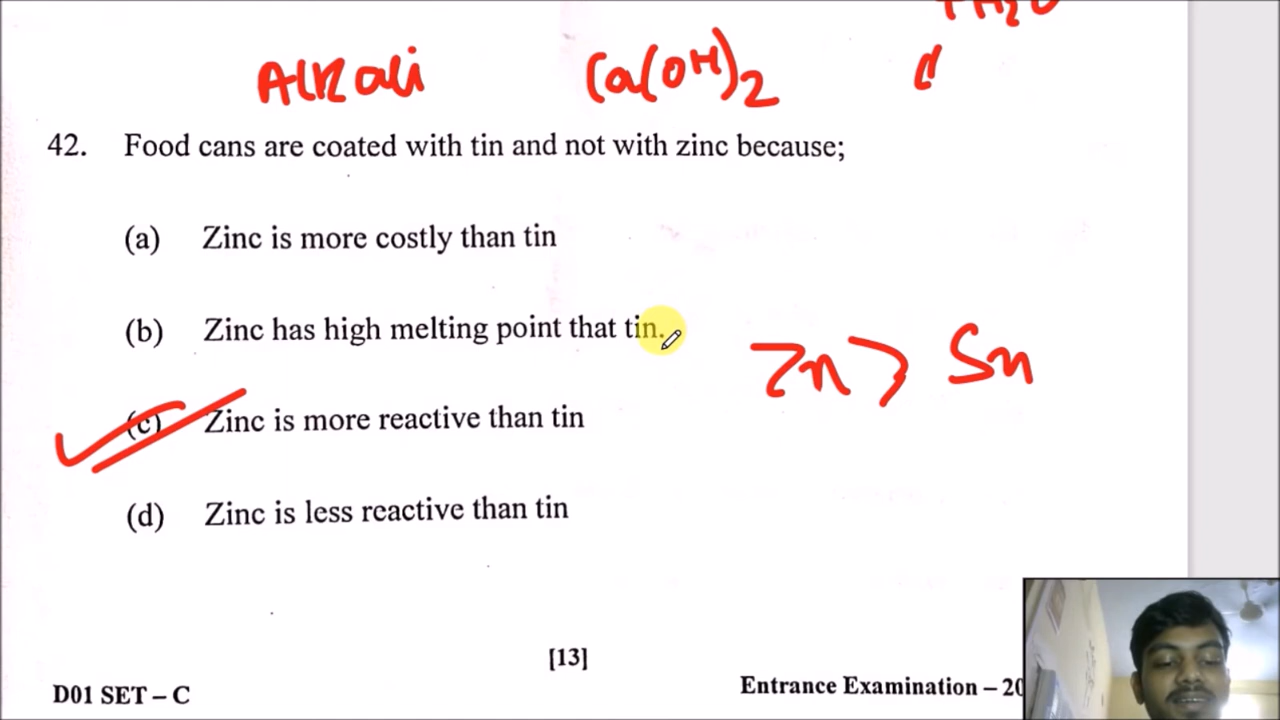 Alkali Ca(OH)2
42. Food cans are coated with tin and not with zinc because;
(a) Zinc is more costly than tin
(b) Zinc has high melting point that tin.
Zn > Sn
(c) Zinc is more reactive than tin
(d) Zinc is less reactive than tin
[13]
D01 SET – C Entrance Examination – 20